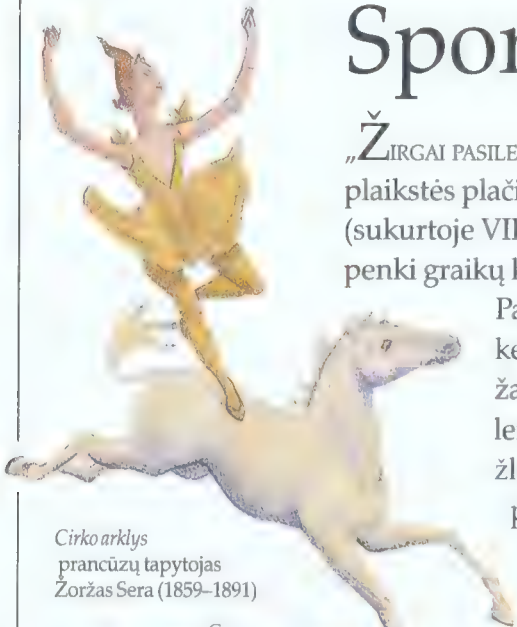 Spor
„ŽIRGAI PASILE
plaikstės plači
(sukurtoje VII
penki graikų
Pa
ke
ža
le
žl
Cirko arklys
prancūzų tapytojas
Žoržas Sera (1859–1891)